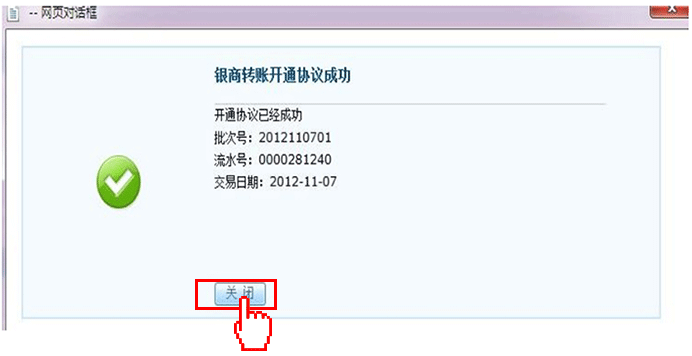 -- 网页对话框
银商转账开通协议成功
开通协议已经成功
批次号：2012110701
流水号：0000281240
交易日期：2012-11-07
关 闭